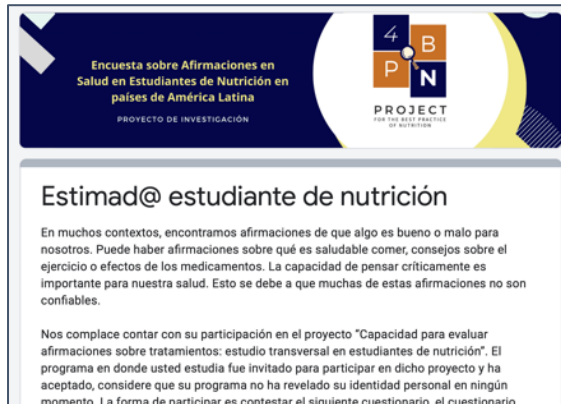 Encuesta sobre Afirmaciones en
Salud en Estudiantes de Nutrición en
países de América Latina
PROYECTO DE INVESTIGACIÓN
4 B
P N
PROJECT
FOR THE BEST PRACTICE
OF NUTRITION
Estimad@ estudiante de nutrición
En muchos contextos, encontramos afirmaciones de que algo es bueno o malo para
nosotros. Puede haber afirmaciones sobre qué es saludable comer, consejos sobre el
ejercicio o efectos de los medicamentos. La capacidad de pensar críticamente es
importante para nuestra salud. Esto se debe a que muchas de estas afirmaciones no son
confiables.
Nos complace contar con su participación en el proyecto “Capacidad para evaluar
afirmaciones sobre tratamientos: estudio transversal en estudiantes de nutrición”. El
programa en donde usted estudia fue invitado para participar en dicho proyecto y ha
aceptado, considere que su programa no ha revelado su identidad personal en ningún
momento. La forma de participar es contestar el siguiente cuestionario, el cuestionario